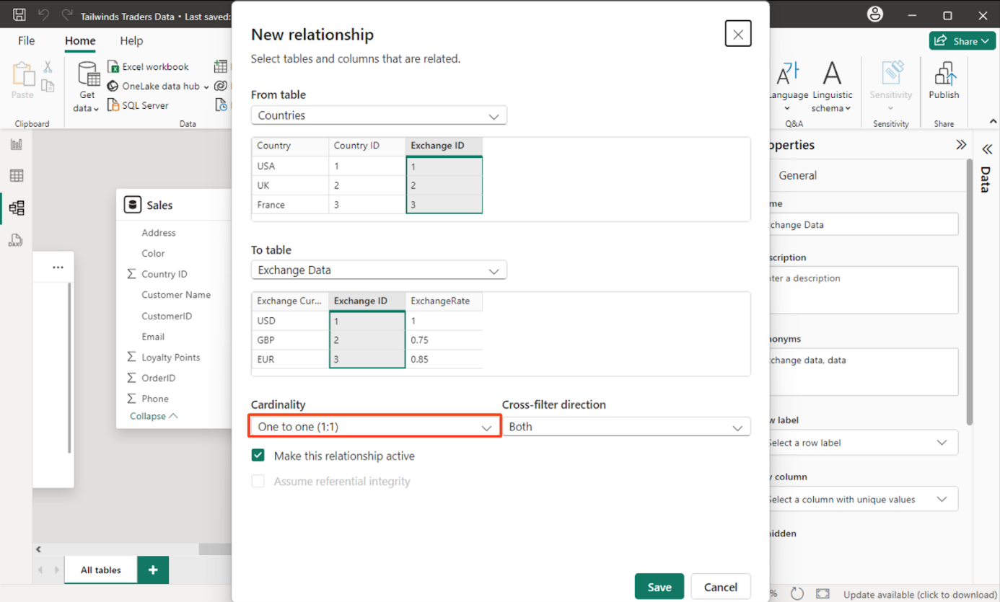 Tailwinds Traders Data • Last saved:
File Home Help
Share
Paste
Get data
Excel workbook
OneLake data hub
SQL Server
Clipboard
Data
Language
Linguistic schema
Sensitivity
Publish
Q&A
Sensitivity
Share
Sales
Address
Color
Country ID
Customer Name
CustomerID
Email
Loyalty Points
OrderID
Phone
Collapse
All tables
New relationship
Select tables and columns that are related.
From table
Countries
Country Country ID Exchange ID
USA 1 1
UK 2 2
France 3 3
To table
Exchange Data
Exchange Cur... Exchange ID ExchangeRate
USD 1 1
GBP 2 0.75
EUR 3 0.85
Cardinality
Cross-filter direction
One to one (1:1)
Both
Make this relationship active
Assume referential integrity
Save Cancel
operties
Data
General
me
change Data
scription
nter a description
nonyms
change data, data
w label
Select a row label
y column
Select a column with unique values
hidden
%
Update available (click to download)